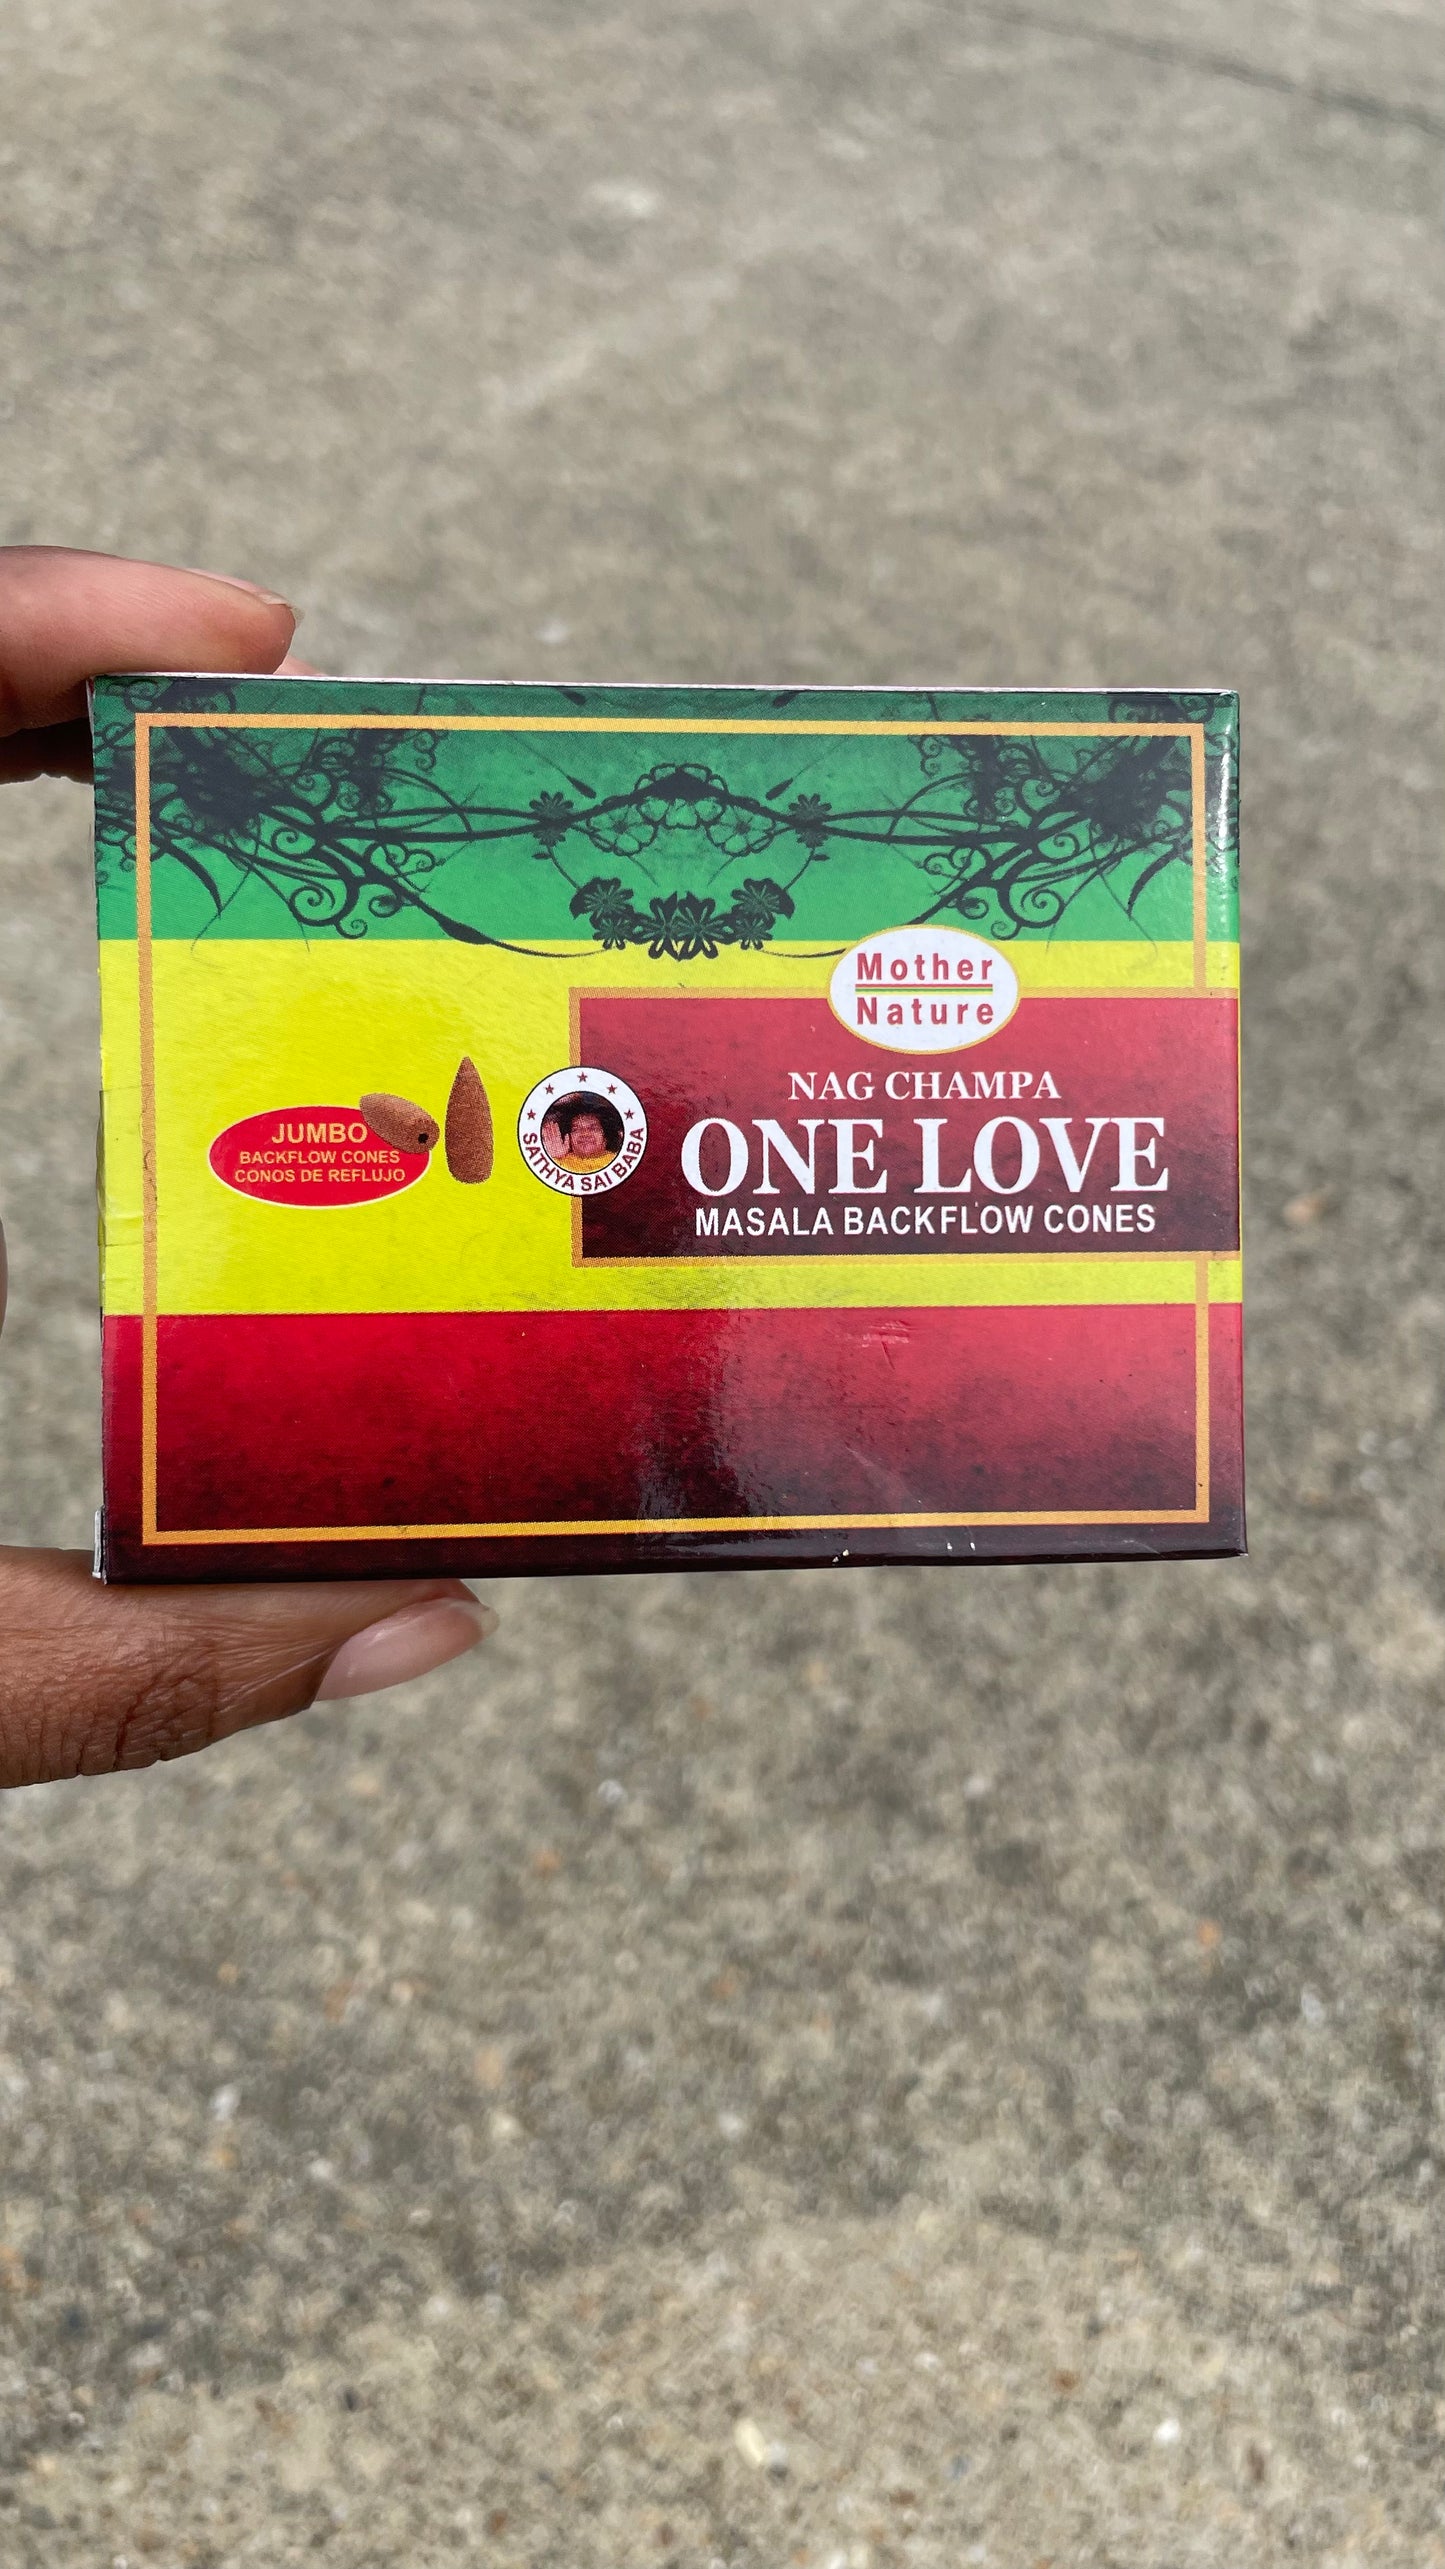 Mother
Nature
NAG CHAMPA
ONE LOVE
MASALA BACKFLOW CONES
SATHYA SAI BABA
JUMBO
BACKFLOW CONES
CONOS DE REFLUJO